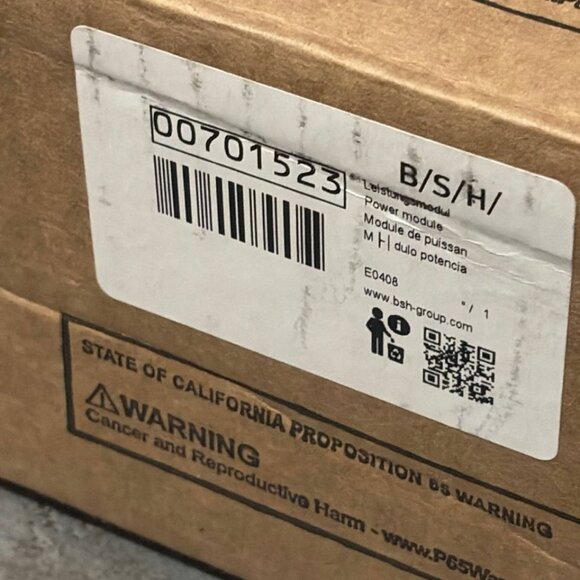 00701523
B/S/H/
Leistungsmodul
Power module
Module de puissan
M├┤dulo potencia
E0408
* / 1
www.bsh-group.com
STATE OF CALIFORNIA PROPOSITION 65 WARNING
WARNING
Cancer and Reproductive Harm - www.P65Wa